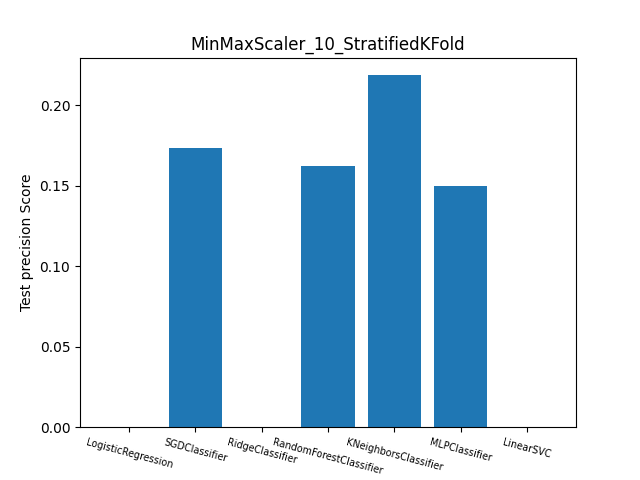 MinMaxScaler_10_StratifiedKFold
Test precision Score
0.20
0.15
0.10
0.05
0.00
LogisticRegression
SGDClassifier
RidgeClassifier
RandomForestClassifier
KNeighborsClassifier
MLPClassifier
LinearSVC